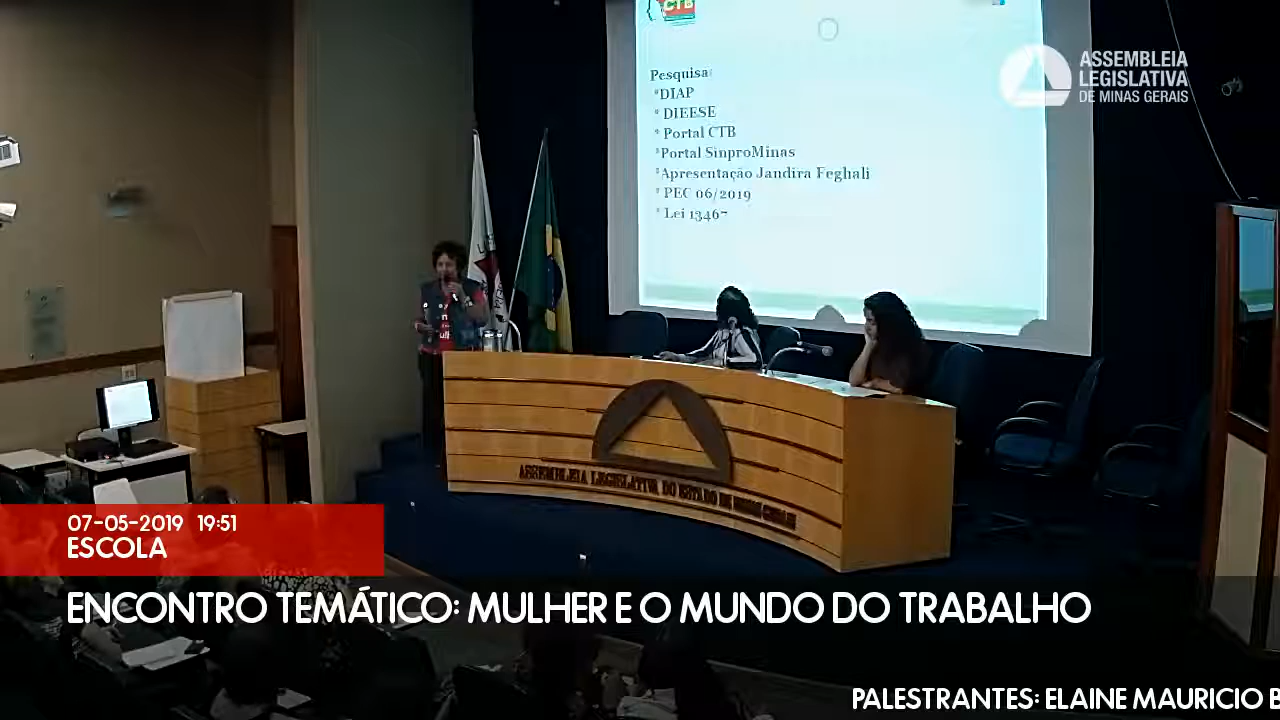 CTB
ASSEMBLEIA
LEGISLATIVA
DE MINAS GERAIS
Pesquisa:
*DIAP
* DIEESE
* Portal CTB
*Portal SinproMinas
*Apresentação Jandira Feghali
* PEC 06/2019
* Lei 13467
ASSEMBLEIA LEGISLATIVA DO ESTADO DE MINAS GERAIS
07-05-2019 19:51
ESCOLA
ENCONTRO TEMÁTICO: MULHER E O MUNDO DO TRABALHO
PALESTRANTES: ELAINE MAURICIO B